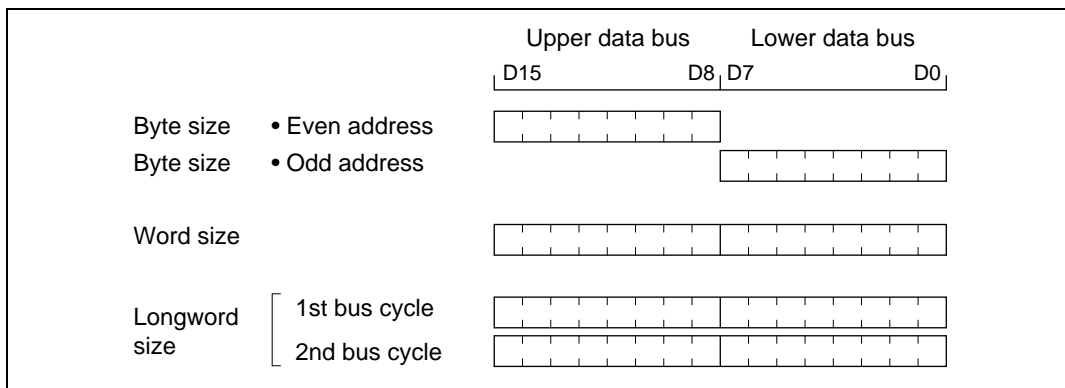 Upper data bus Lower data bus
D15 D8 D7 D0
Byte size • Even address
Byte size • Odd address
Word size
Longword size
1st bus cycle
2nd bus cycle